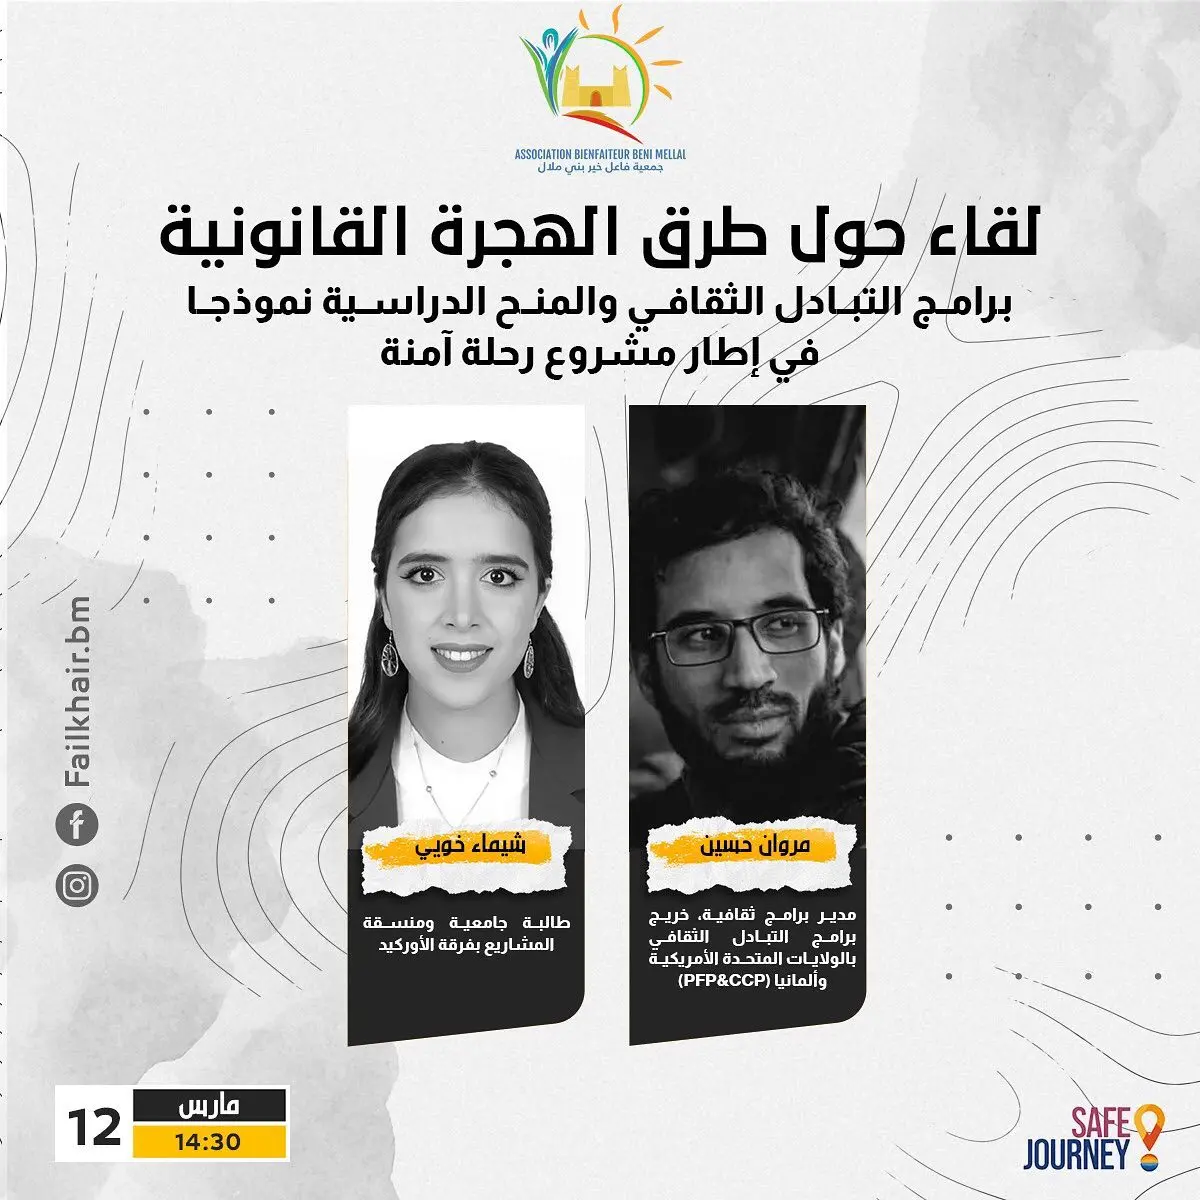 ASSOCIATION BIENFAITEUR BENI MELLAL
جمعية فاعل خير بني ملال
لقاء حول طرق الهجرة القانونية
برامج التبادل الثقافي والمنح الدراسية نموذجا
في إطار مشروع رحلة آمنة
مروان حسين
مدير برامج ثقافية، خريج
برامج التبادل الثقافي
بالولايات المتحدة الأمريكية
وألمانيا (PFP&CCP)
شيماء خويي
طالبة جامعية ومنسقة
المشاريع بفرقة الأوركيد
Failkhair.bm
12
مارس
14:30
SAFE
JOURNEY